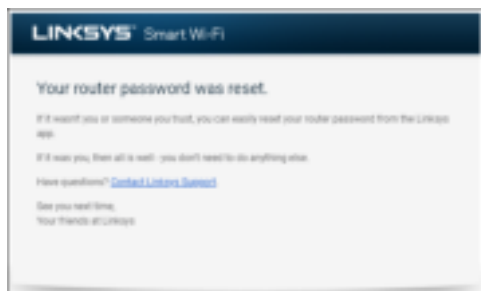 LINKSYS™ Smart Wi-Fi
Your router password was reset.
If it wasn't you or someone you trust, you can easily reset your router password from the Linksys
app.
If it was you, then all is well - you don't need to do anything else.
Have questions? Contact Linksys Support
See you next time,
Your friends at Linksys